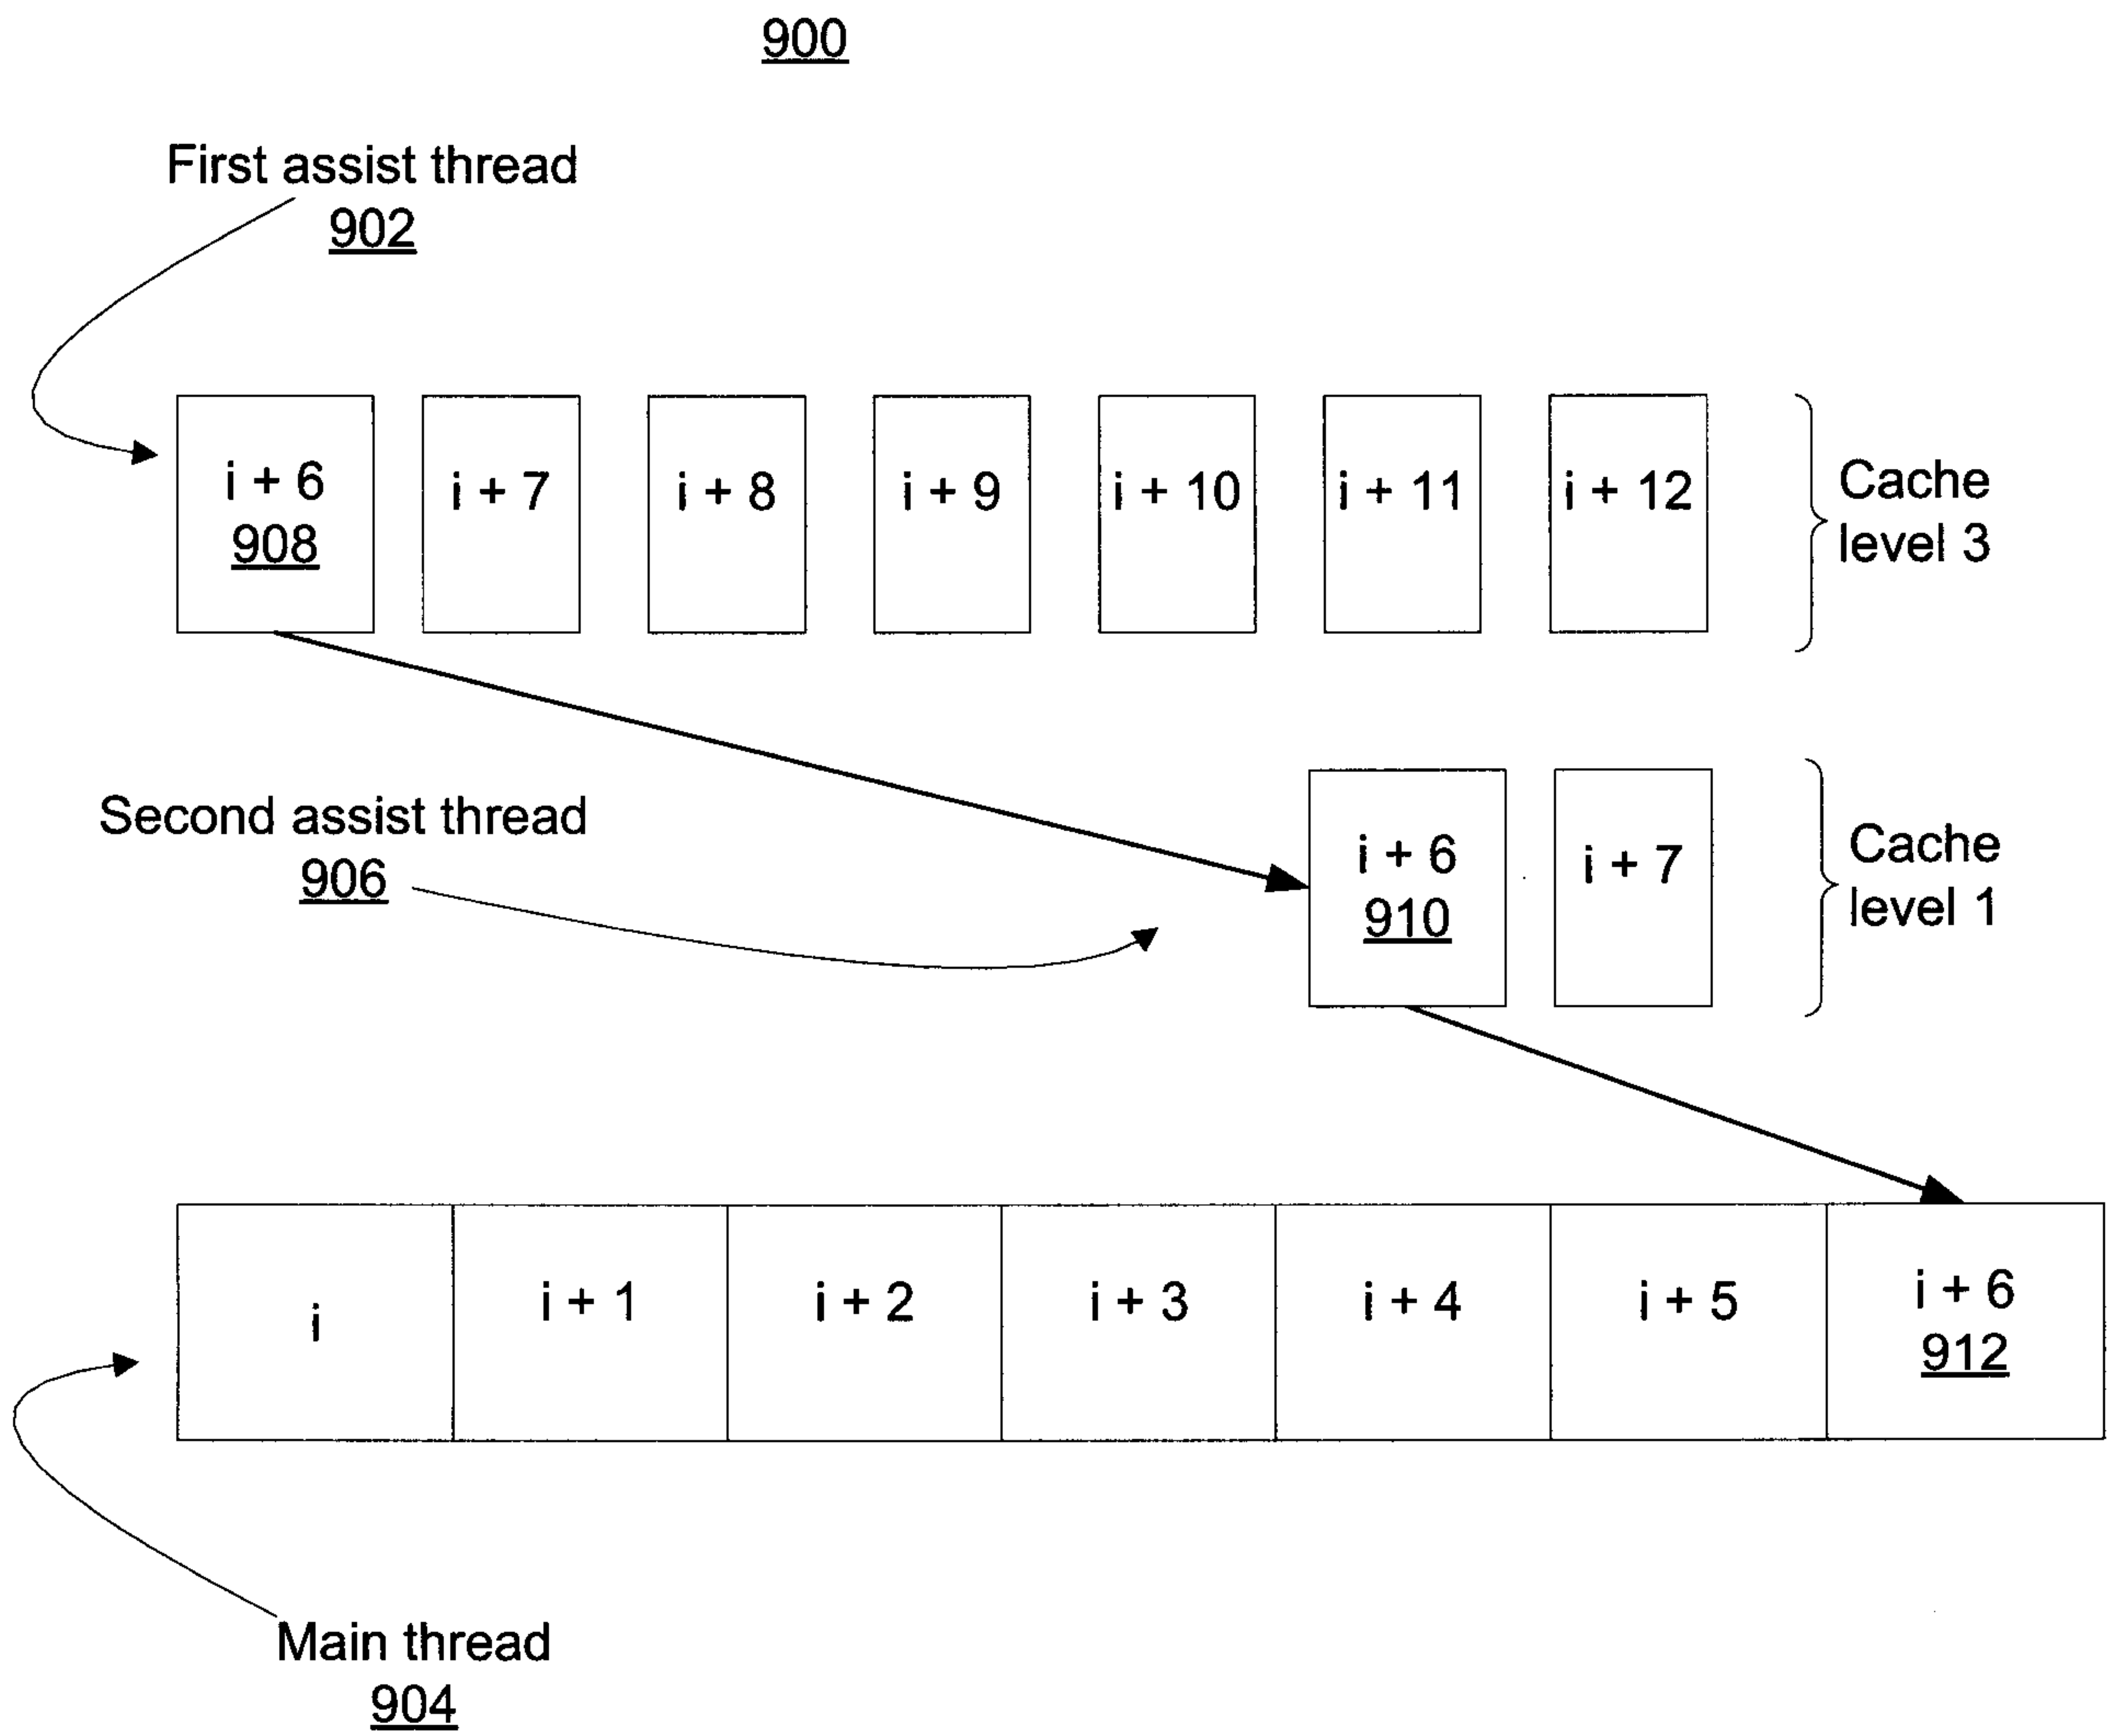 900
First assist thread
902
i + 6
908
i + 7
i + 8
i + 9
i + 10
i + 11
i + 12
Cache
level 3
Second assist thread
906
i + 6
910
i + 7
Cache
level 1
i
i + 1
i + 2
i + 3
i + 4
i + 5
i + 6
912
Main thread
904